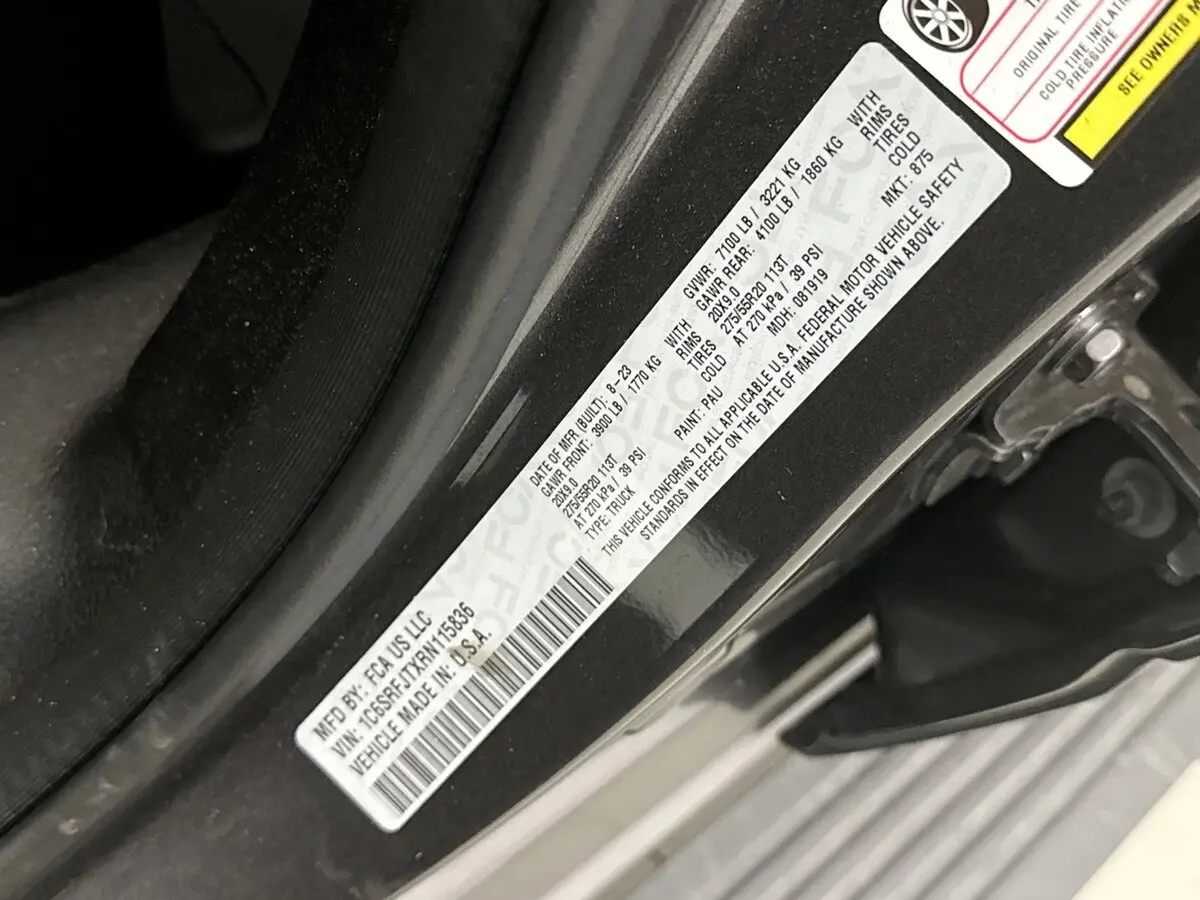 MFD BY: FCA US LLC
VIN: 1C6SRFJTXRN115836
VEHICLE MADE IN: U.S.A.
DATE OF MFR (BUILT): 8-23
GAWR FRONT: 3900 LB / 1770 KG WITH
20X9.0 RIMS
275/55R20 113T TIRES
AT 270 kPa / 39 PSI COLD
TYPE: TRUCK PAINT: PAU
GVWR: 7100 LB / 3221 KG
GAWR REAR: 4100 LB / 1860 KG WITH
20X9.0 RIMS
275/55R20 113T TIRES
AT 270 kPa / 39 PSI COLD
MDH: 081919 MKT: 875
THIS VEHICLE CONFORMS TO ALL APPLICABLE U.S.A. FEDERAL MOTOR VEHICLE SAFETY
STANDARDS IN EFFECT ON THE DATE OF MANUFACTURE SHOWN ABOVE.
ORIGINAL TIRE
COLD TIRE INFLATI
PRESSURE
SEE OWNERS M